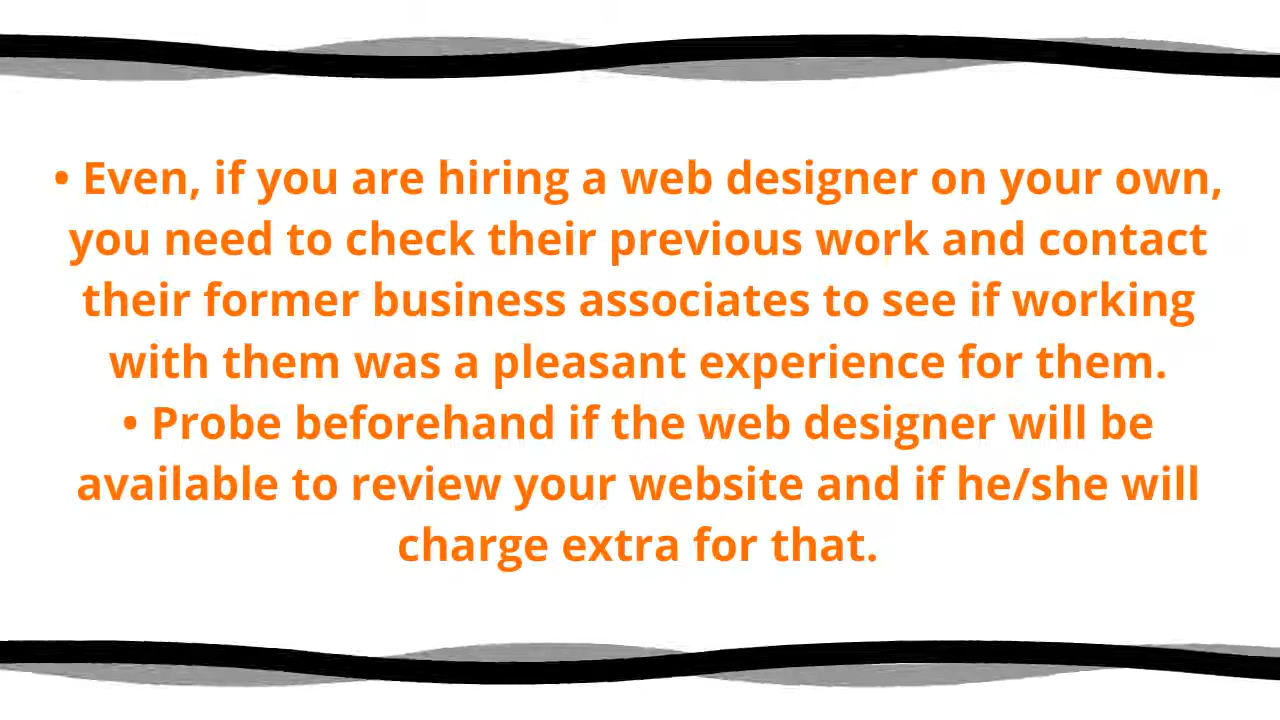 • Even, if you are hiring a web designer on your own,
you need to check their previous work and contact
their former business associates to see if working
with them was a pleasant experience for them.
• Probe beforehand if the web designer will be
available to review your website and if he/she will
charge extra for that.